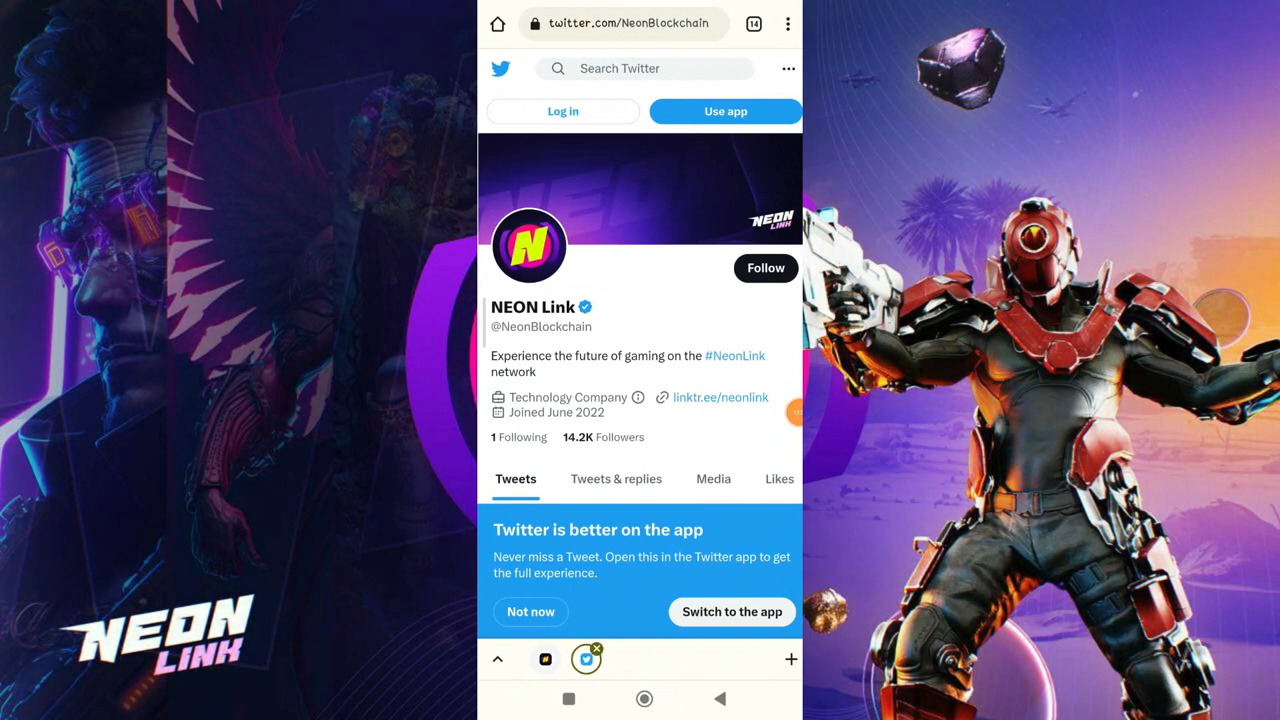 twitter.com/NeonBlockchain
14
Search Twitter
Log in
Use app
NEON
LINK
N
Follow
NEON Link
@NeonBlockchain
Experience the future of gaming on the #NeonLink
network
Technology Company
linktr.ee/neonlink
Joined June 2022
1 Following 14.2K Followers
Tweets Tweets & replies Media Likes
Twitter is better on the app
Never miss a Tweet. Open this in the Twitter app to get
the full experience.
Not now
Switch to the app
NEON
LINK